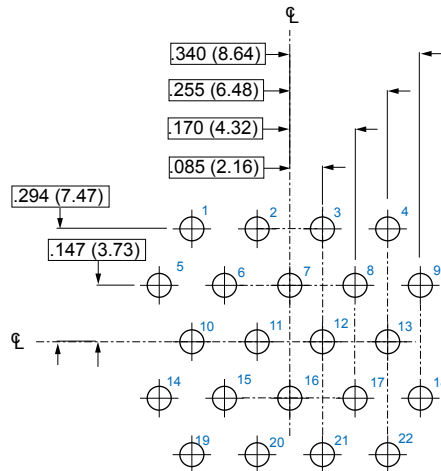 ℄
.340 (8.64)
.255 (6.48)
.170 (4.32)
.085 (2.16)
.294 (7.47)
1 2 3 4
.147 (3.73)
5 6 7 8 9
℄ 10 11 12 13
14 15 16 17
19 20 21 22